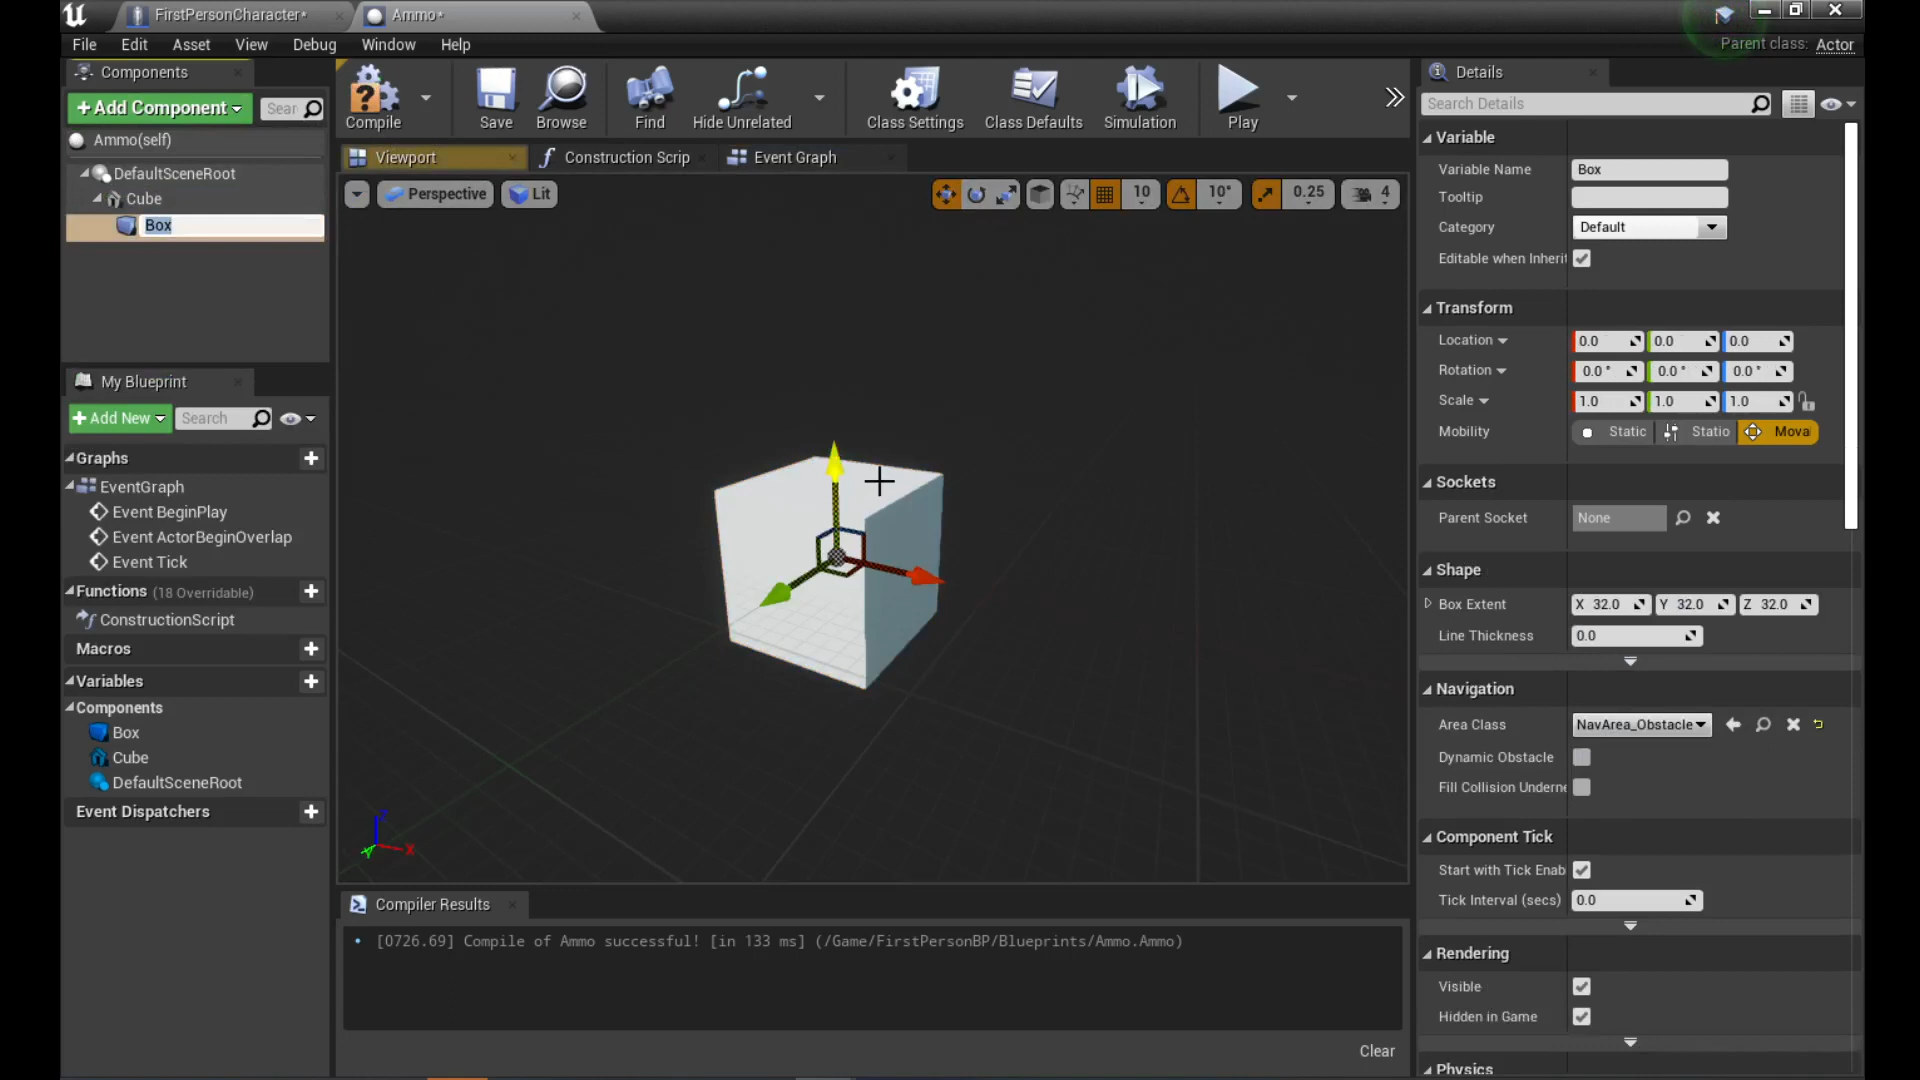 FirstPersonCharacter*
Ammo*
File Edit Asset View Debug Window Help
Parent class: Actor
Components
+Add Component
Sear
Ammo(self)
DefaultSceneRoot
Cube
Box
Compile
Save
Browse
Find
Hide Unrelated
Class Settings
Class Defaults
Simulation
Play
Viewport
Construction Scrip
Event Graph
Perspective
Lit
10
10°
0.25
4
X
My Blueprint
+Add New
Search
Graphs
EventGraph
Event BeginPlay
Event ActorBeginOverlap
Event Tick
Functions (18 Overridable)
ConstructionScript
Macros
Variables
Components
Box
Cube
DefaultSceneRoot
Event Dispatchers
Compiler Results
• [0726.69] Compile of Ammo successful! [in 133 ms] (/Game/FirstPersonBP/Blueprints/Ammo.Ammo)
Clear
Details
Search Details
Variable
Variable Name Box
Tooltip
Category Default
Editable when Inherit
Transform
Location 0.0 0.0 0.0
Rotation 0.0 ° 0.0 ° 0.0 °
Scale 1.0 1.0 1.0
Mobility Static Statio Moval
Sockets
Parent Socket None
Shape
Box Extent X 32.0 Y 32.0 Z 32.0
Line Thickness 0.0
Navigation
Area Class NavArea_Obstacle
Dynamic Obstacle
Fill Collision Underne
Component Tick
Start with Tick Enab
Tick Interval (secs) 0.0
Rendering
Visible
Hidden in Game
Physics